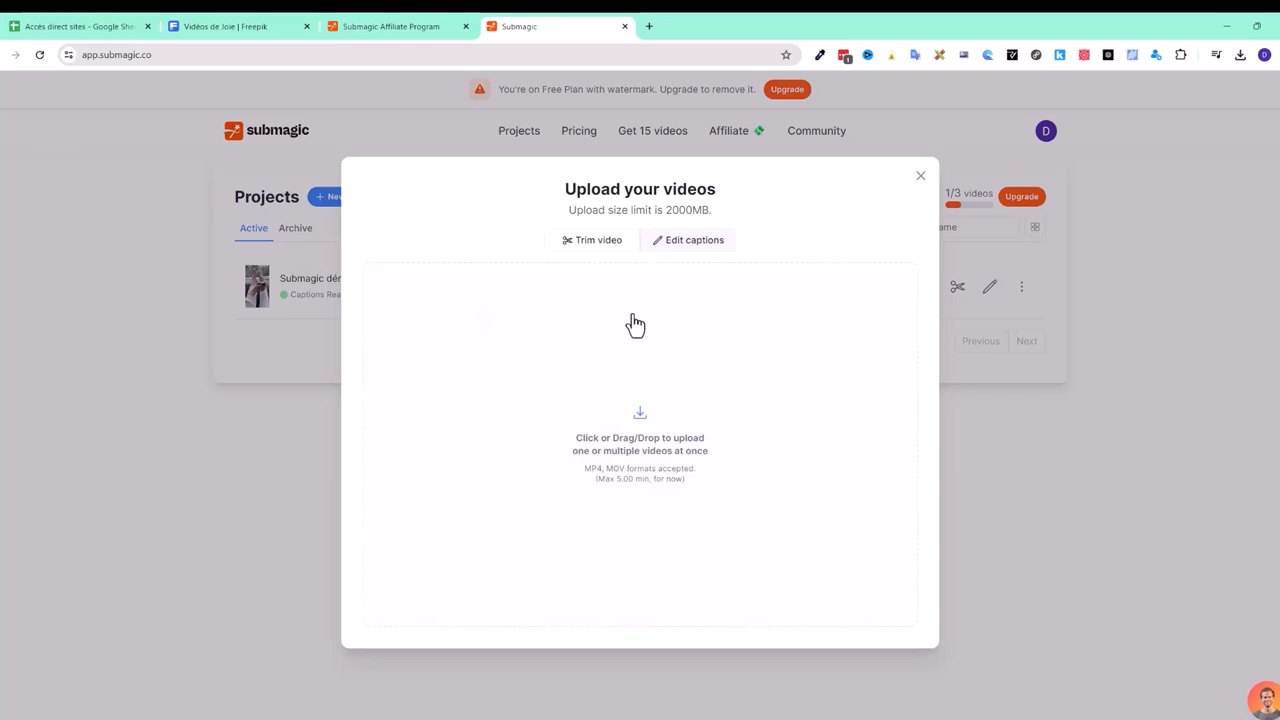 Accès direct sites - Google She
Vidéos de Joie | Freepik
Submagic Affiliate Program
Submagic
app.submagic.co
1
D
You're on Free Plan with watermark. Upgrade to remove it.
Upgrade
submagic
Projects
Pricing
Get 15 videos
Affiliate
Community
D
Projects
+ New
1/3 videos
Upgrade
Active
Archive
ame
Submagic dém
Captions Rea
Previous
Next
Upload your videos
Upload size limit is 2000MB.
Trim video
Edit captions
Click or Drag/Drop to upload
one or multiple videos at once
MP4, MOV formats accepted.
(Max 5.00 min, for now)